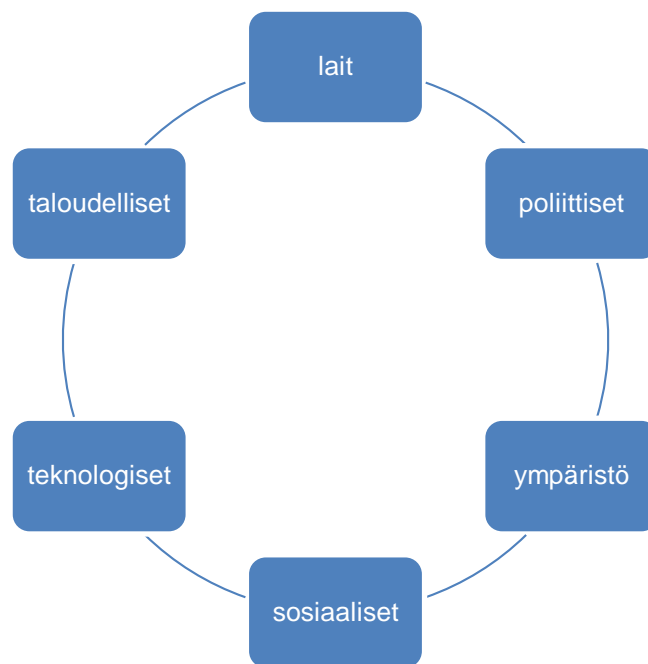 lait
taloudelliset
poliittiset
teknologiset
ympäristö
sosiaaliset